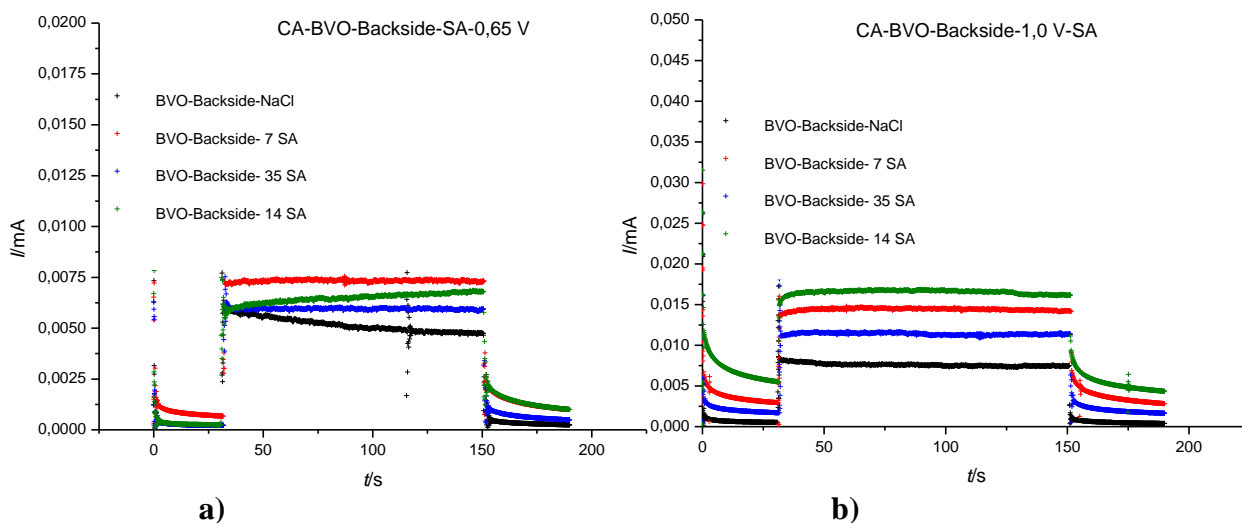 CA-BVO-Backside-SA-0,65 V
BVO-Backside-NaCl
BVO-Backside- 7 SA
BVO-Backside- 35 SA
BVO-Backside- 14 SA
0,0200
0,0175
0,0150
0,0125
0,0100
0,0075
0,0050
0,0025
0,0000
I/mA
0
50
100
150
200
t/s
a)
CA-BVO-Backside-1,0 V-SA
BVO-Backside-NaCl
BVO-Backside- 7 SA
BVO-Backside- 35 SA
BVO-Backside- 14 SA
0,050
0,045
0,040
0,035
0,030
0,025
0,020
0,015
0,010
0,005
0,000
I/mA
0
50
100
150
200
t/s
b)